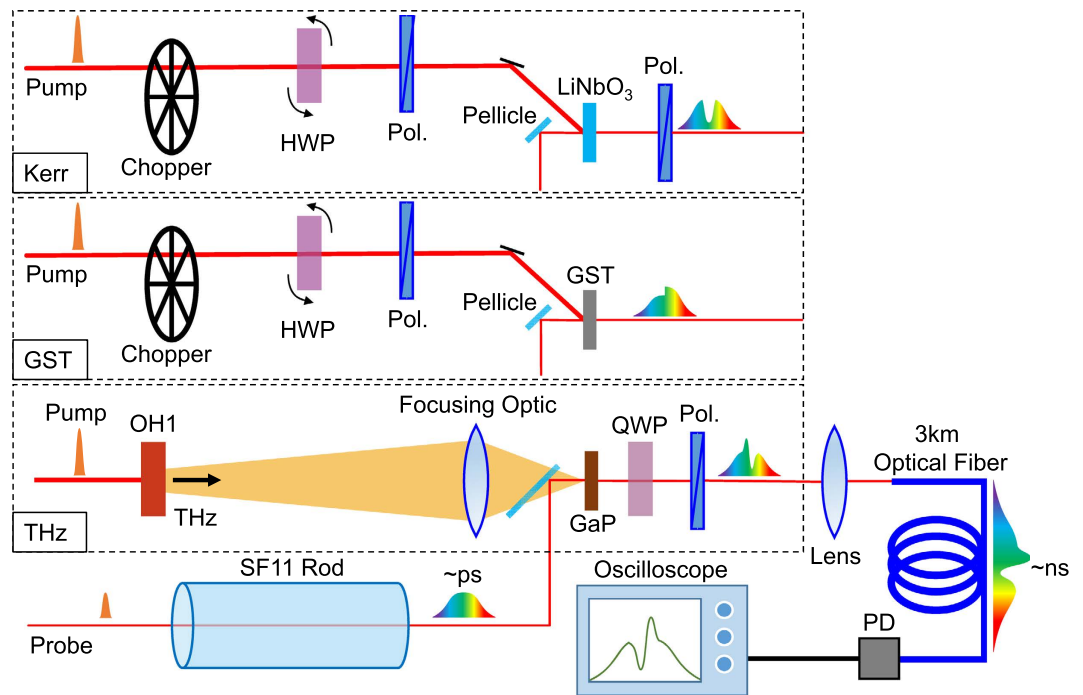 Pump
Chopper
HWP
Pol.
Pellicle
LiNbO₃
Pol.
Kerr
Pump
Chopper
HWP
Pol.
Pellicle
GST
GST
Pump
OH1
THz
Focusing Optic
GaP
QWP
Pol.
THz
Lens
3km
Optical Fiber
~ns
SF11 Rod
~ps
Probe
Oscilloscope
PD